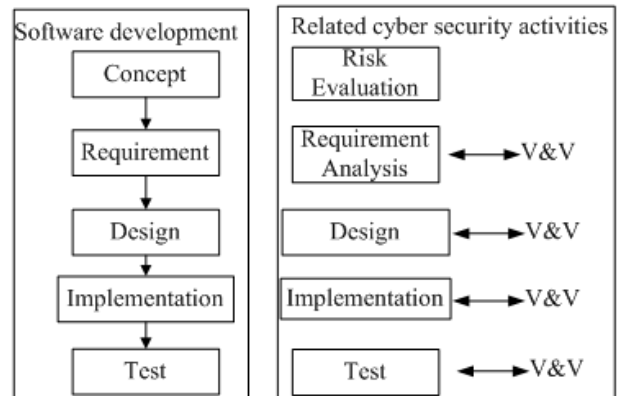 Software development
Concept
Requirement
Design
Implementation
Test
Related cyber security activities
Risk
Evaluation
Requirement
Analysis
V&V
Design
V&V
Implementation
V&V
Test
V&V